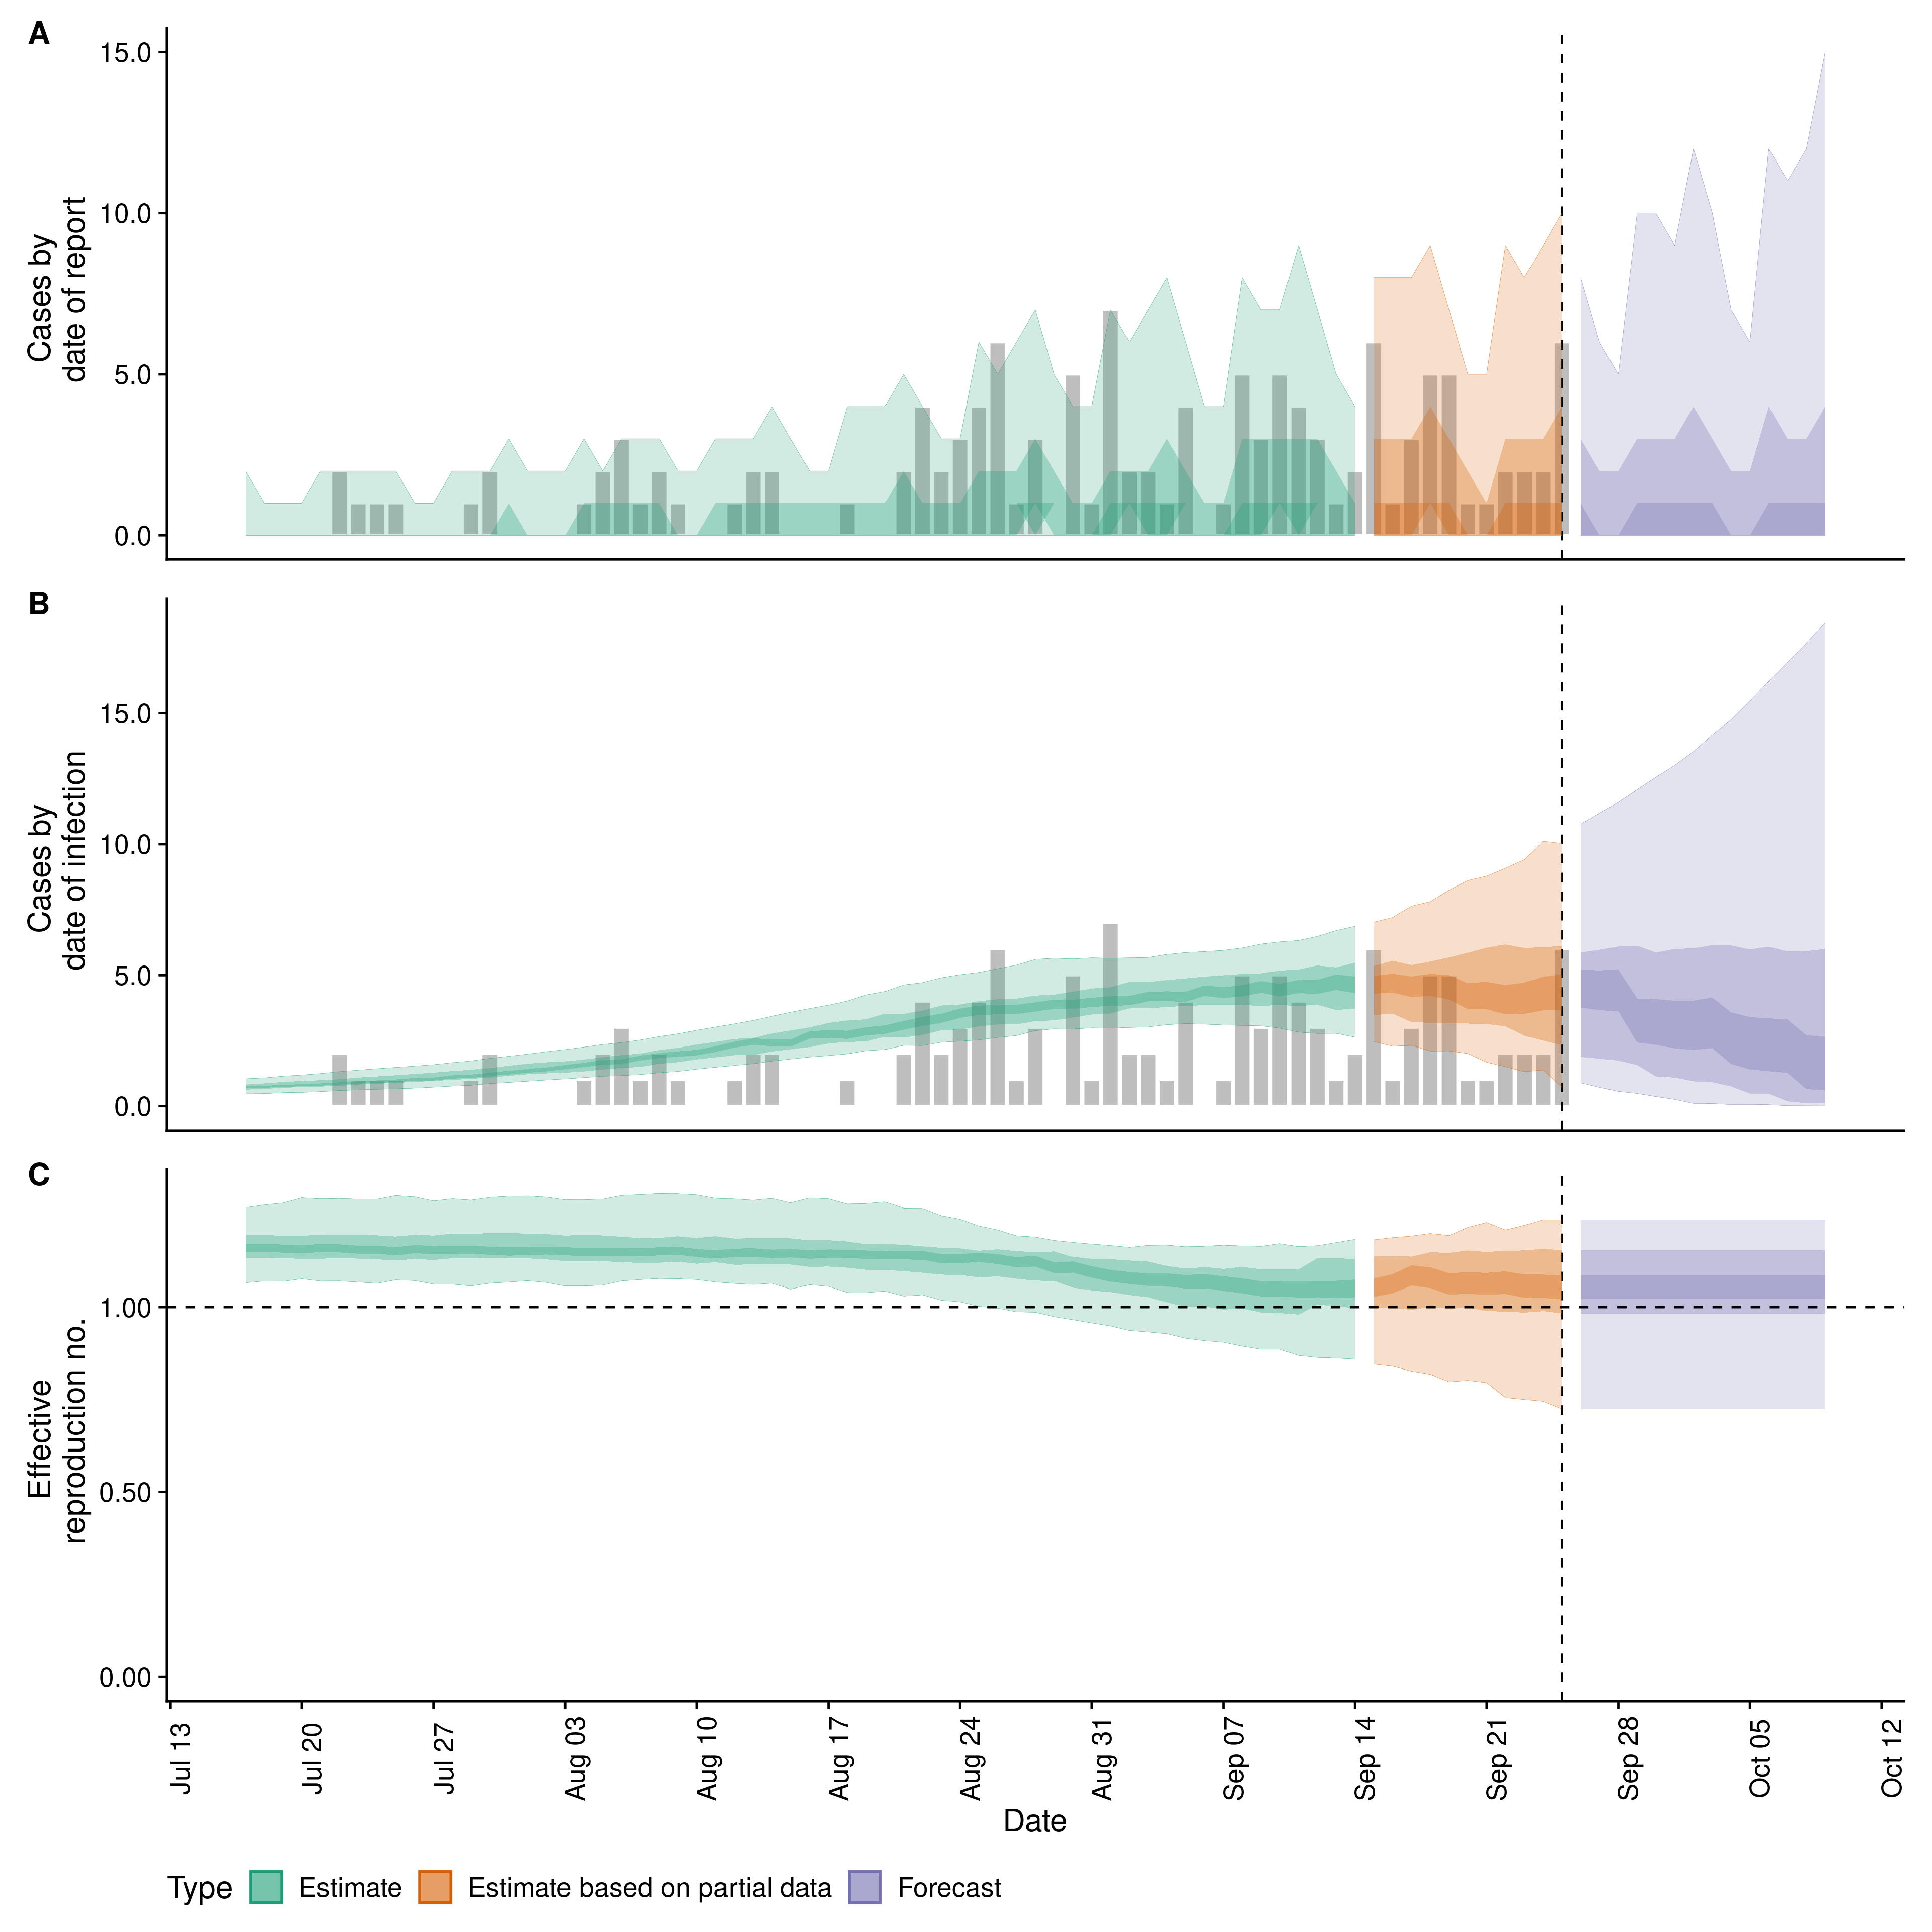 A
15.0
10.0
5.0
0.0
Cases by
date of report
B
15.0
10.0
5.0
0.0
Cases by
date of infection
C
1.00
0.50
0.00
Effective
reproduction no.
Jul 13
Jul 20
Jul 27
Aug 03
Aug 10
Aug 17
Aug 24
Aug 31
Sep 07
Sep 14
Sep 21
Sep 28
Oct 05
Oct 12
Date
Type Estimate Estimate based on partial data Forecast